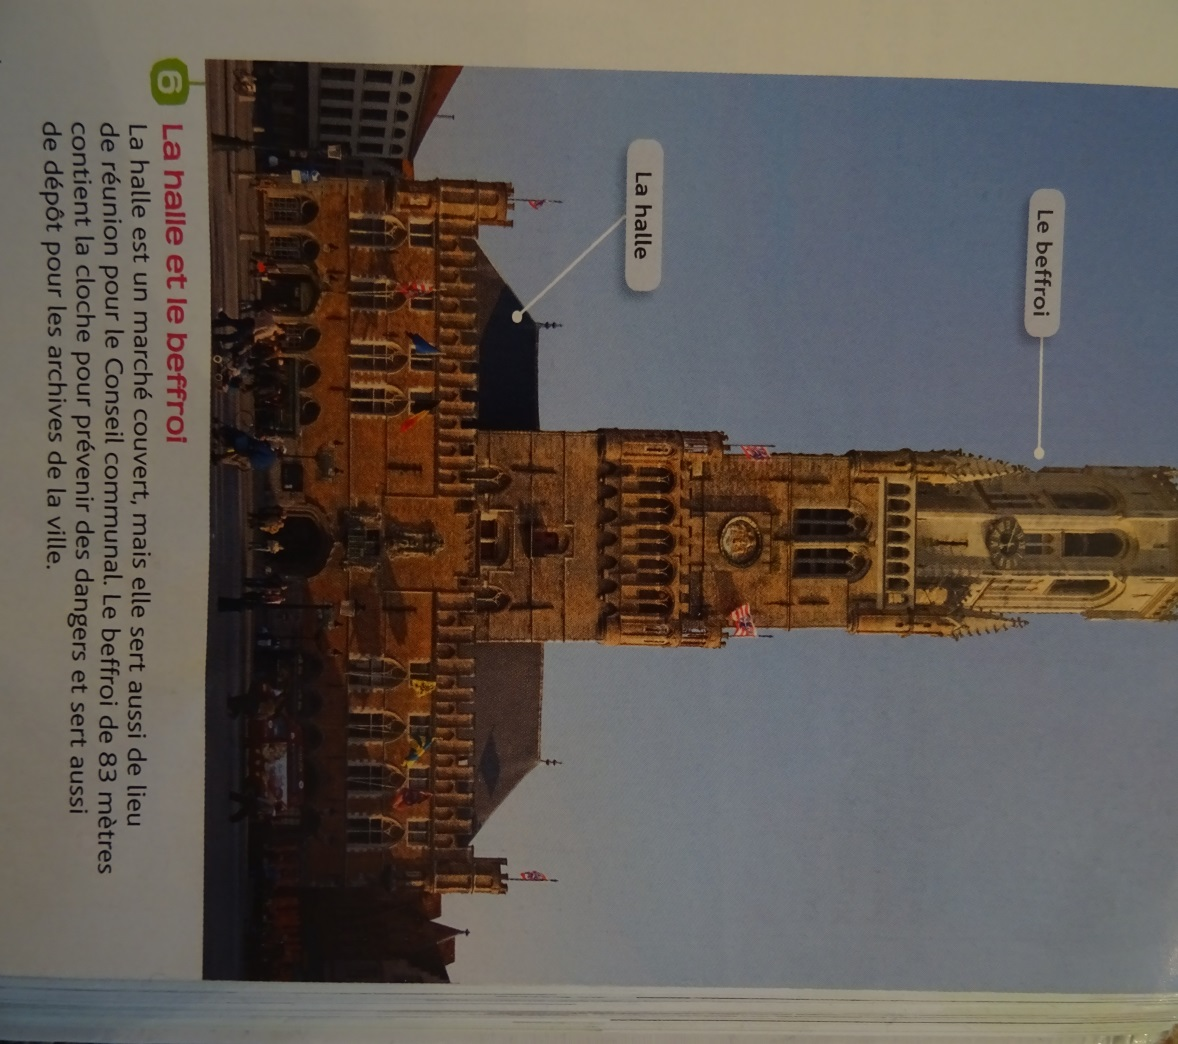 Le beffroi
La halle
6 La halle et le beffroi
La halle est un marché couvert, mais elle sert aussi de lieu
de réunion pour le Conseil communal. Le beffroi de 83 mètres
contient la cloche pour prévenir des dangers et sert aussi
de dépôt pour les archives de la ville.